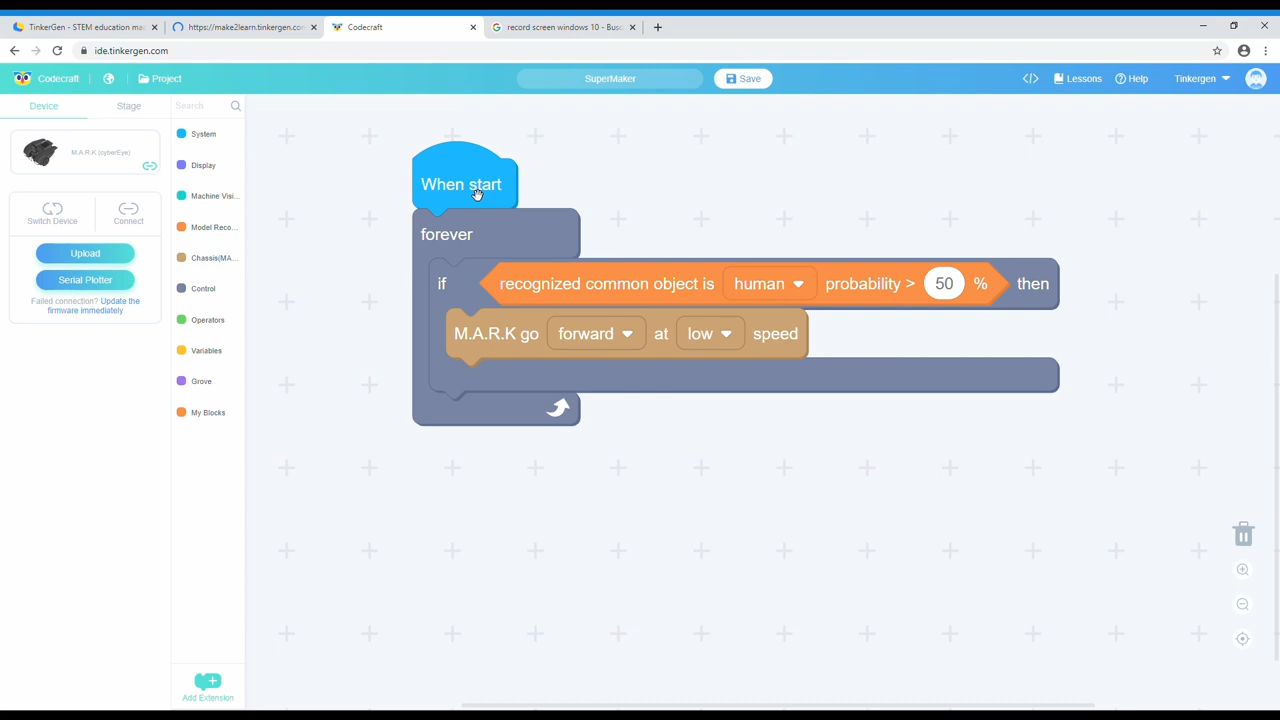 TinkerGen - STEM education ma
https://make2learn.tinkergen.con
Codecraft
record screen windows 10 - Bus
ide.tinkergen.com
Codecraft
Project
SuperMaker
Save
Lessons
Help
Tinkergen
Device
Stage
Search
M.A.R.K (cyberEye)
Switch Device
Connect
Upload
Serial Plotter
Failed connection? Update the
firmware immediately
System
Display
Machine Visi...
Model Reco...
Chassis(MA...
Control
Operators
Variables
Grove
My Blocks
Add Extension
When start
forever
if recognized common object is human probability > 50 % then
M.A.R.K go forward at low speed